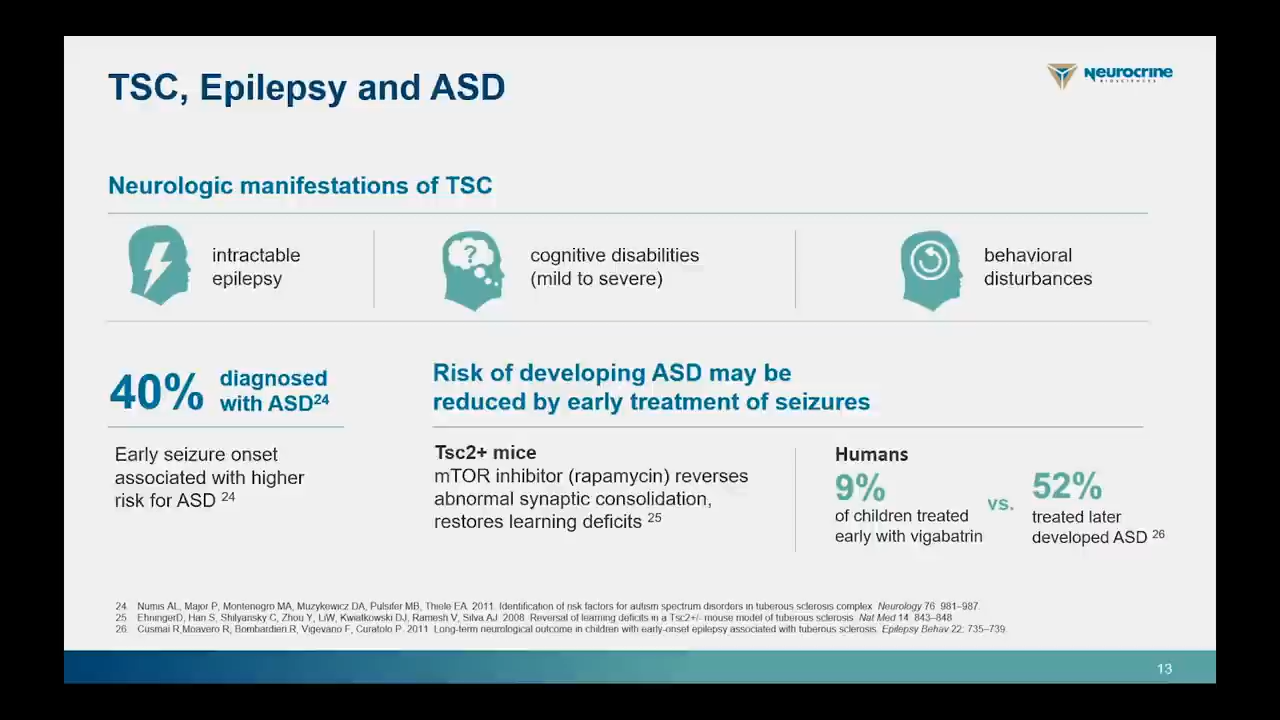 TSC, Epilepsy and ASD
Neurocrine
BIOSCIENCES
Neurologic manifestations of TSC
intractable
epilepsy
?
cognitive disabilities
(mild to severe)
behavioral
disturbances
40%
diagnosed
with ASD24
Early seizure onset
associated with higher
risk for ASD 24
Risk of developing ASD may be
reduced by early treatment of seizures
Tsc2+ mice
mTOR inhibitor (rapamycin) reverses
abnormal synaptic consolidation,
restores learning deficits 25
Humans
9%
of children treated
early with vigabatrin
vs.
52%
treated later
developed ASD 26
24 Numis AL, Major P, Montenegro MA, Muzykewicz DA, Pulsifer MB, Thiele EA. 2011. Identification of risk factors for autism spectrum disorders in tuberous sclerosis complex. Neurology 76: 981–987.
25 EhningerD, Han S, Shilyansky C, Zhou Y, LiW, Kwiatkowski DJ, Ramesh V, Silva AJ. 2008. Reversal of learning deficits in a Tsc2+/- mouse model of tuberous sclerosis. Nat Med 14: 843–848
26 Cusmai R,Moavero R, Bombardieri R, Vigevano F, Curatolo P. 2011. Long-term neurological outcome in children with early-onset epilepsy associated with tuberous sclerosis. Epilepsy Behav 22: 735–739.
13